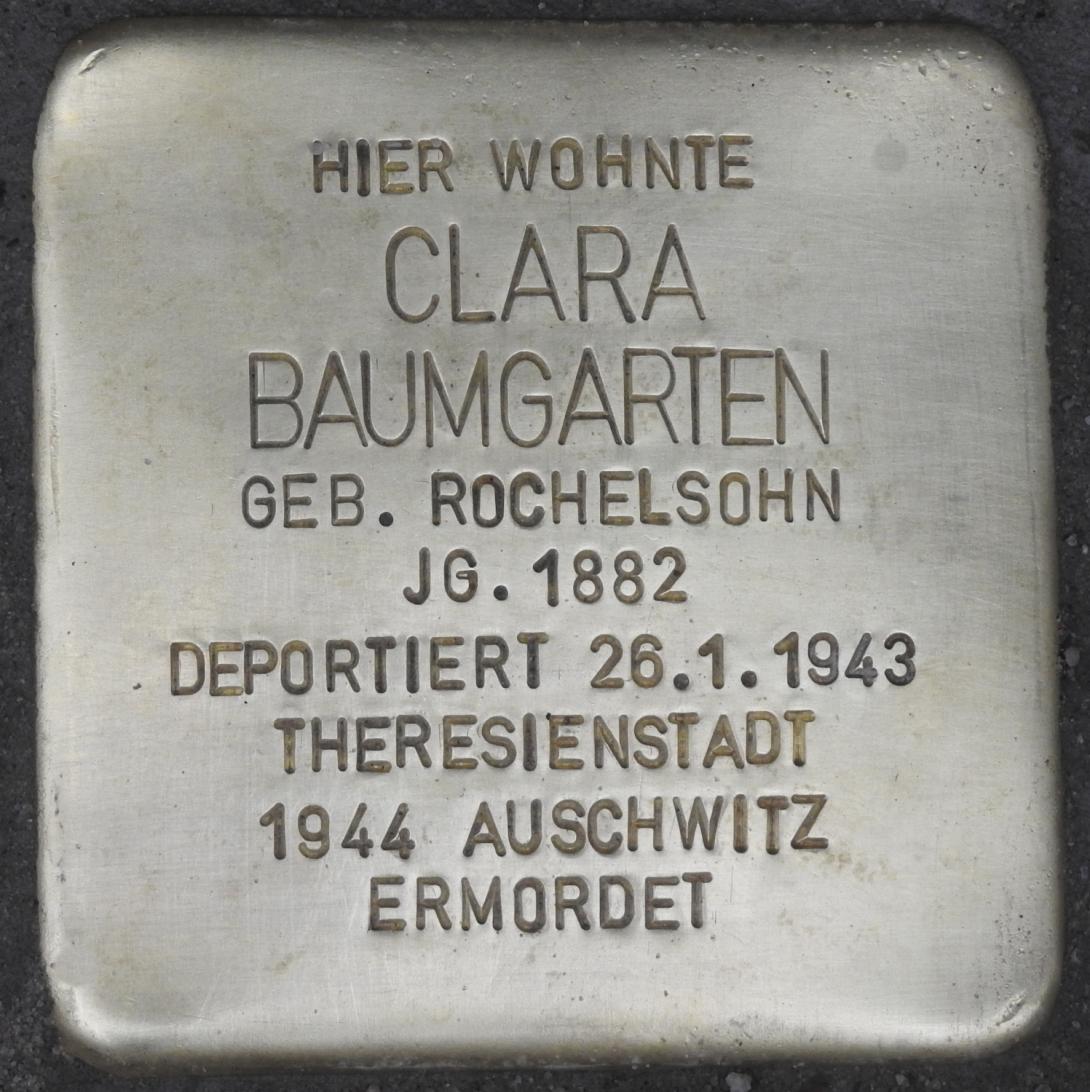 HIER WOHNTE
CLARA
BAUMGARTEN
GEB. ROCHELSOHN
JG. 1882
DEPORTIERT 26.1.1943
THERESIENSTADT
1944 AUSCHWITZ
ERMORDET